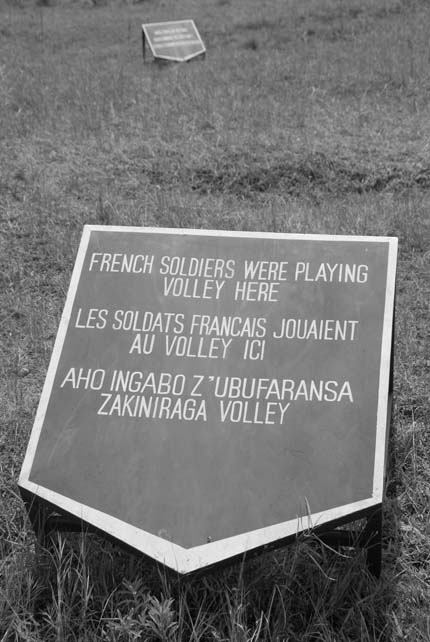 FRENCH SOLDIERS WERE PLAYING
VOLLEY HERE
LES SOLDATS FRANCAIS JOUAIENT
AU VOLLEY ICI
AHO INGABO Z"UBUFARANSA
ZAKINIRAGA VOLLEY